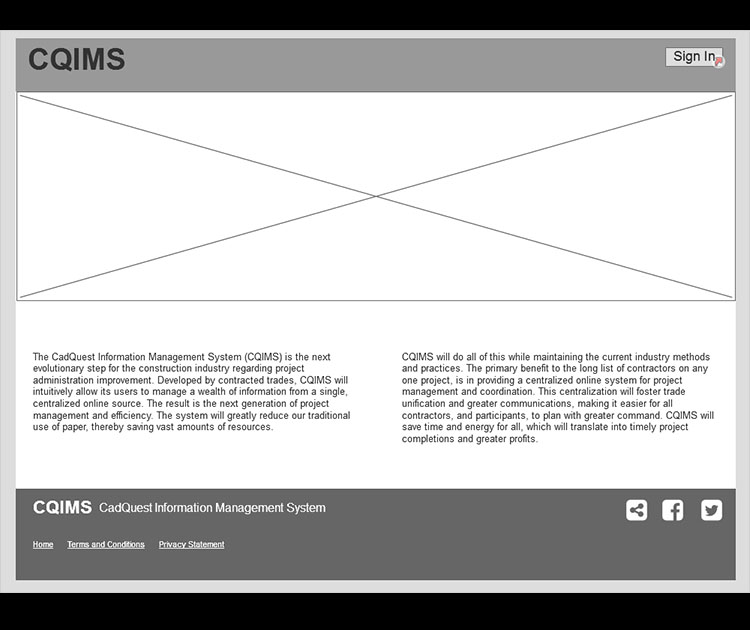 CQIMS
Sign In
The CadQuest Information Management System (CQIMS) is the next
evolutionary step for the construction industry regarding project
administration improvement. Developed by contracted trades, CQIMS will
intuitively allow its users to manage a wealth of information from a single,
centralized online source. The result is the next generation of project
management and efficiency. The system will greatly reduce our traditional
use of paper, thereby saving vast amounts of resources.
CQIMS will do all of this while maintaining the current industry methods
and practices. The primary benefit to the long list of contractors on any
one project, is in providing a centralized online system for project
management and coordination. This centralization will foster trade
unification and greater communications, making it easier for all
contractors, and participants, to plan with greater command. CQIMS will
save time and energy for all, which will translate into timely project
completions and greater profits.
CQIMS CadQuest Information Management System
Home Terms and Conditions Privacy Statement